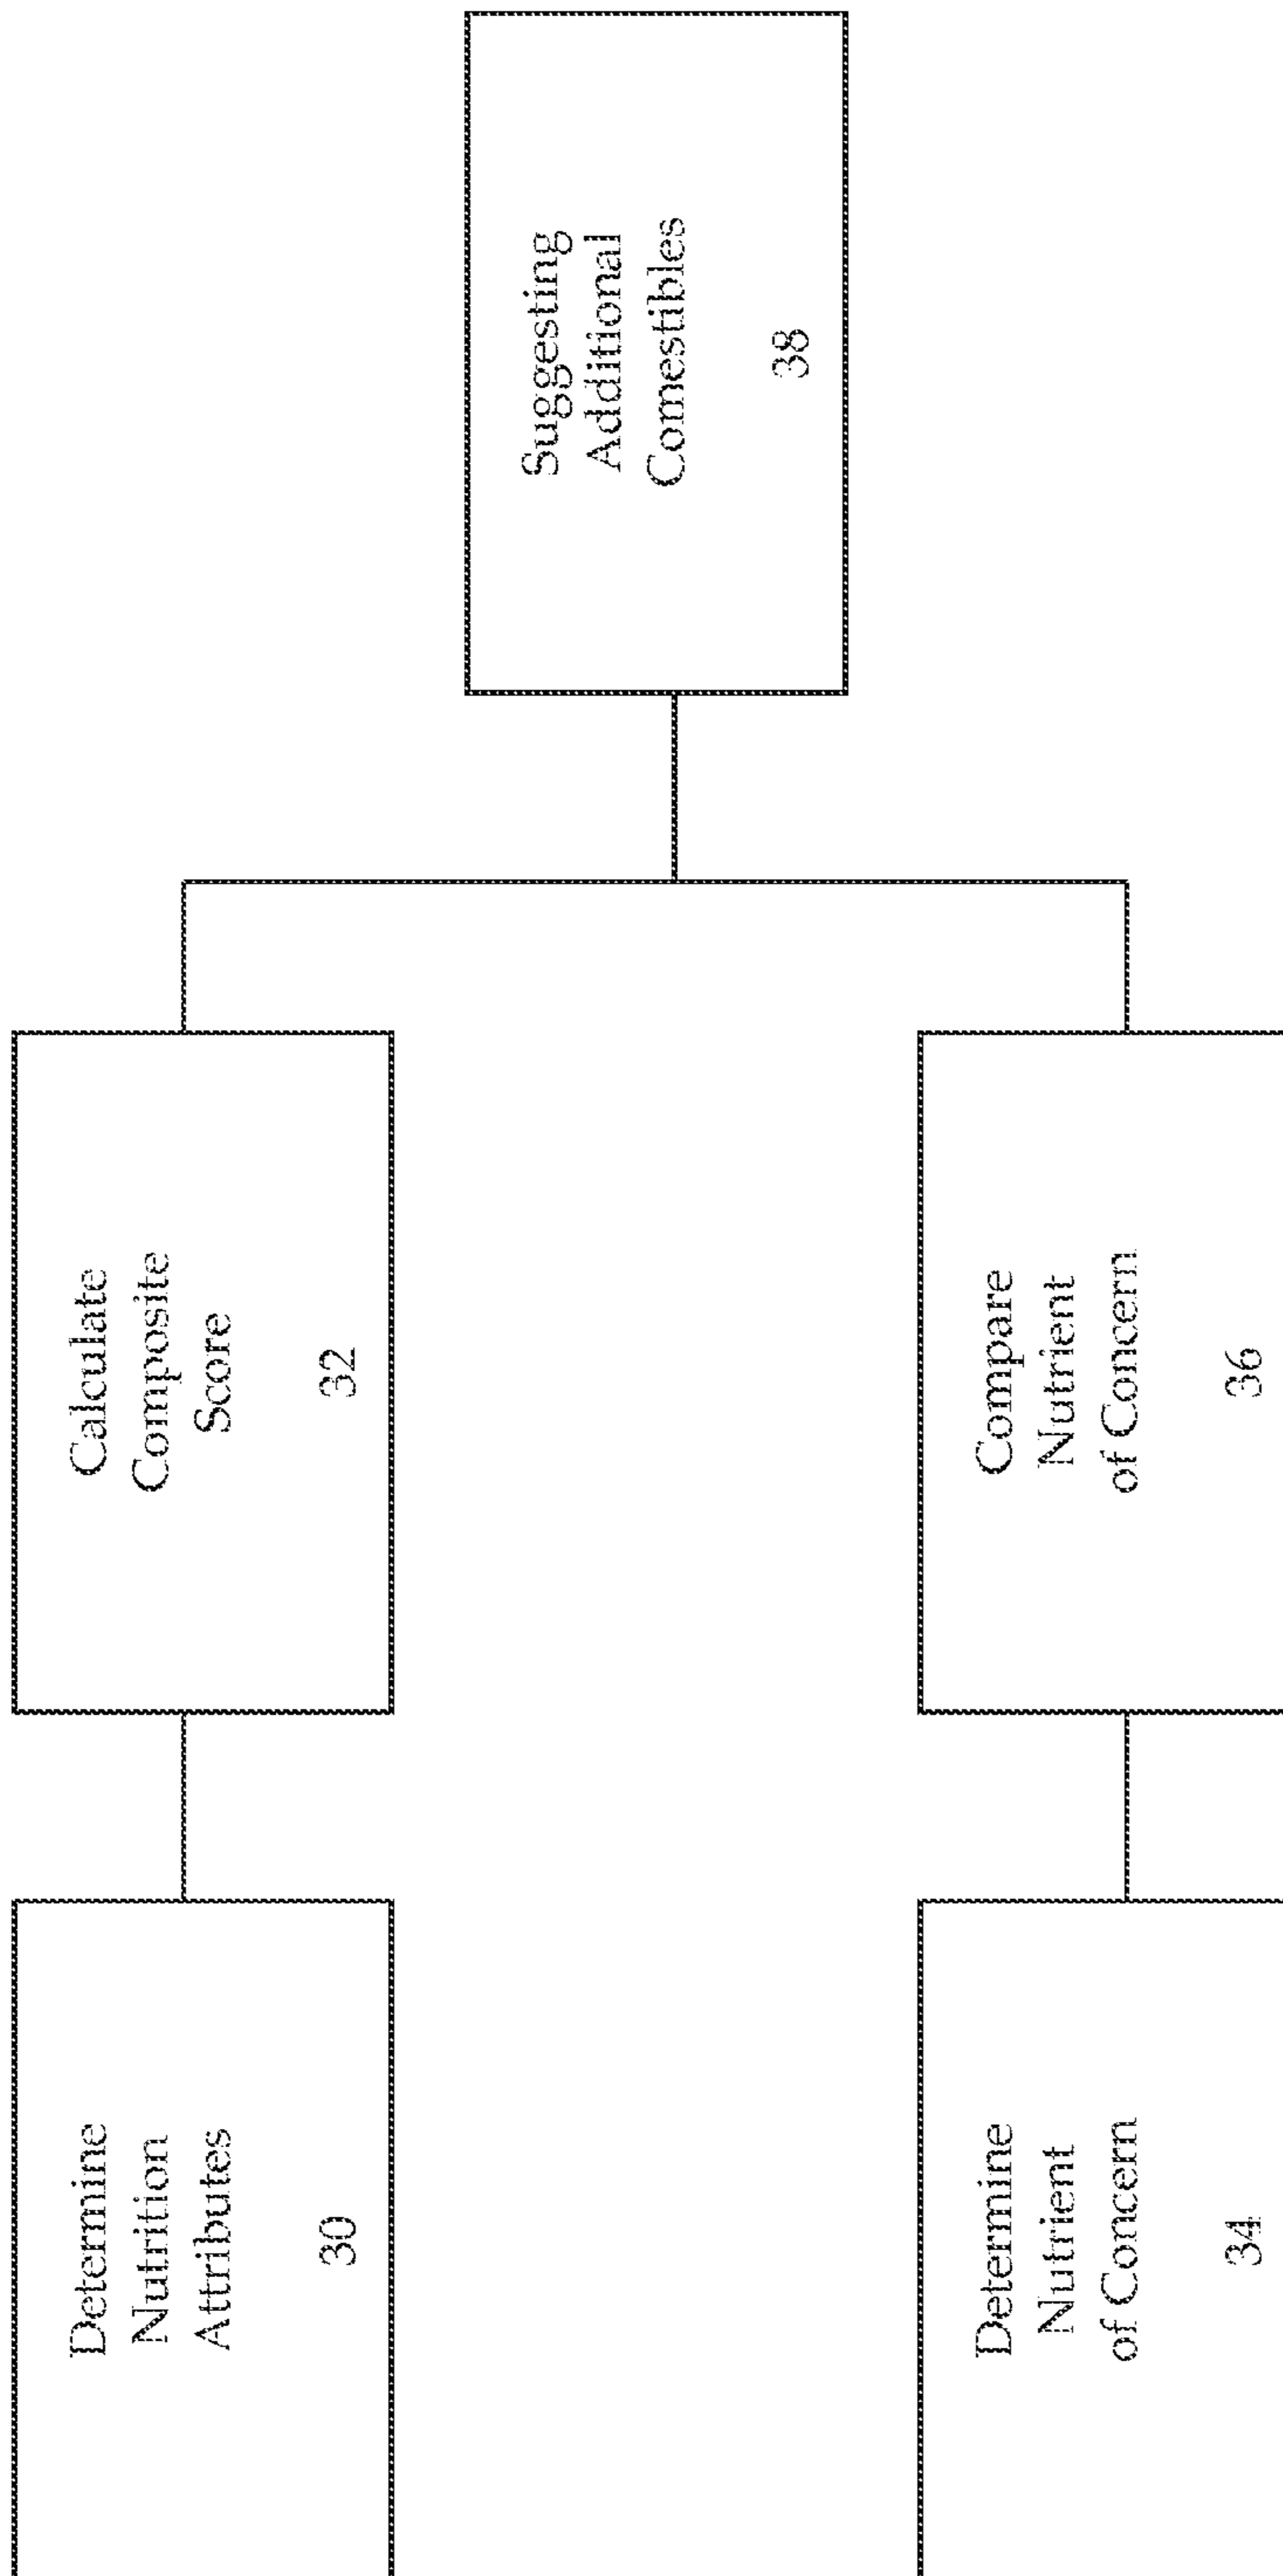 Determine
Nutrition
Attributes
30
Calculate
Composite
Score
32
Determine
Nutrient
of Concern
34
Compare
Nutrient
of Concern
36
Suggesting
Additional
Comestibles
38